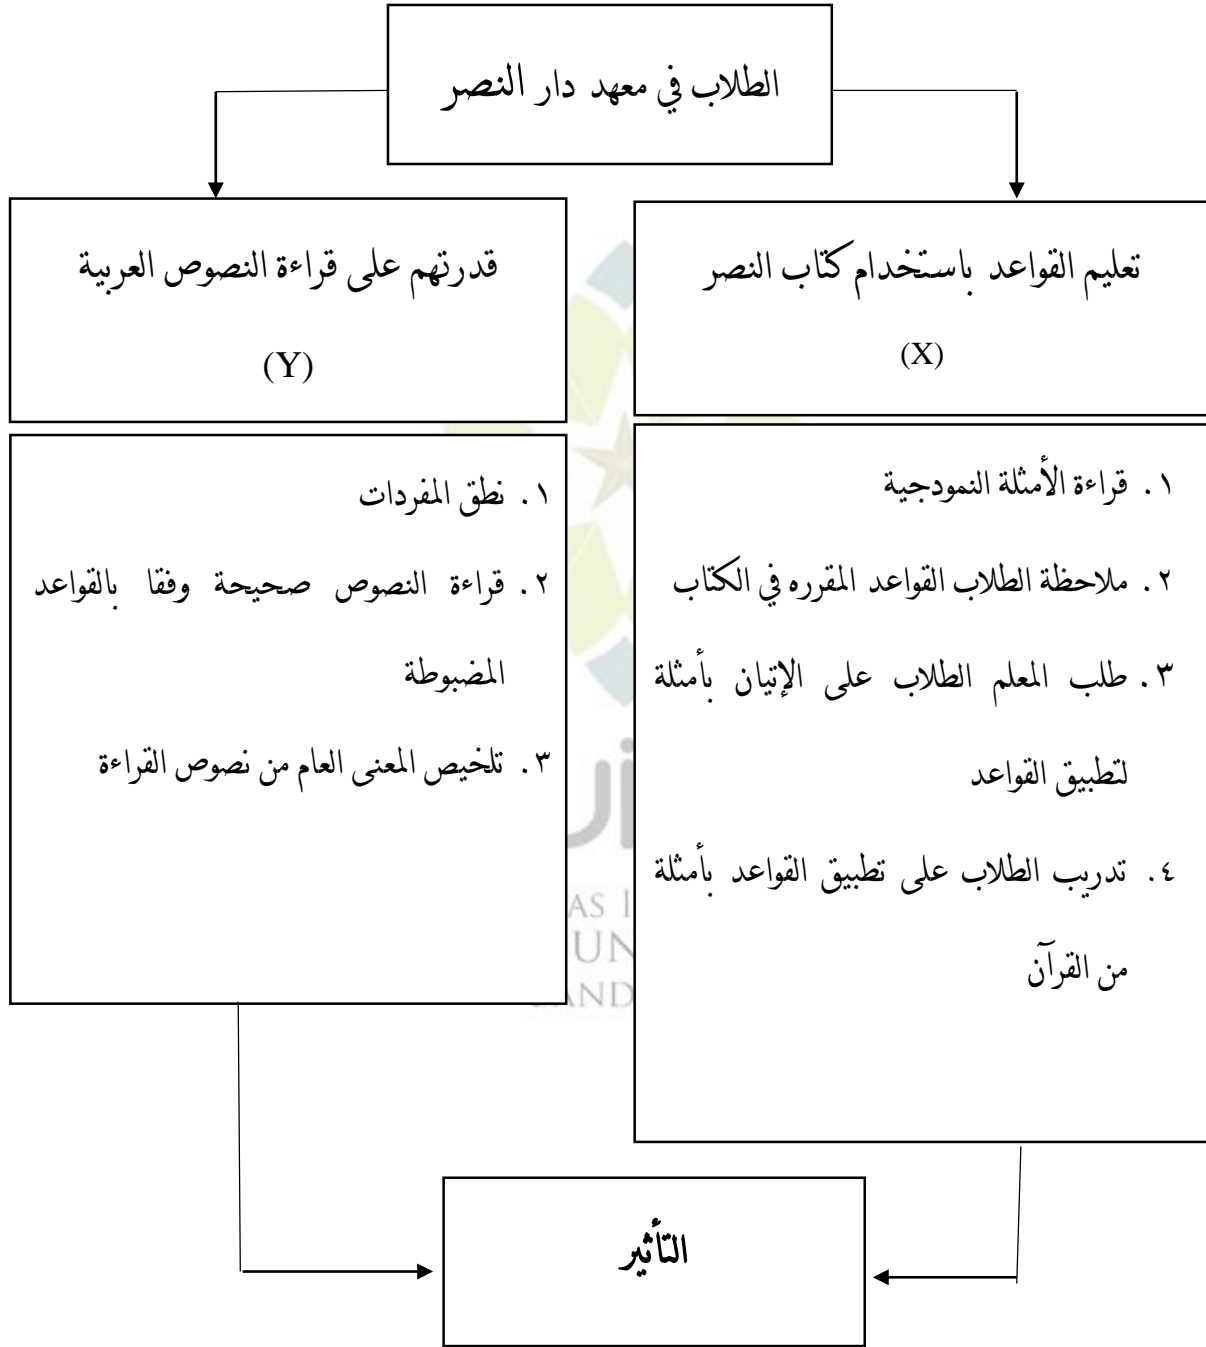 الطلاب في معهد دار النصر
تعليم القواعد باستخدام كتاب النصر
(X)
١. قراءة الأمثلة النمودجية
٢. ملاحظة الطلاب القواعد المقرره في الكتاب
٣. طلب المعلم الطلاب على الإتيان بأمثلة
لتطبيق القواعد
٤. تدريب الطلاب على تطبيق القواعد بأمثلة
من القرآن
قدرتهم على قراءة النصوص العربية
(Y)
١. نطق المفردات
٢. قراءة النصوص صحيحة وفقا بالقواعد
المضبوطة
٣. تلخيص المعنى العام من نصوص القراءة
التأثير